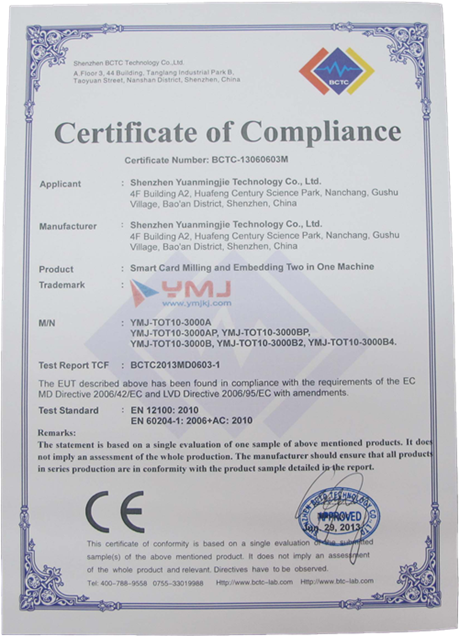 Shenzhen BCTC Technology Co.,Ltd.
A.Floor 3, 44 Building, Tanglang Industrial Park B,
Taoyuan Street, Nanshan District, Shenzhen, China
BCTC
Certificate of Compliance
Certificate Number: BCTC-13060603M
Applicant : Shenzhen Yuanmingjie Technology Co., Ltd.
4F Building A2, Huafeng Century Science Park, Nanchang, Gushu
Village, Bao'an District, Shenzhen, China
Manufacturer : Shenzhen Yuanmingjie Technology Co., Ltd.
4F Building A2, Huafeng Century Science Park, Nanchang, Gushu
Village, Bao'an District, Shenzhen, China
Product : Smart Card Milling and Embedding Two in One Machine
Trademark : YMJ
www.ymjkj.com
M/N : YMJ-TOT10-3000A
YMJ-TOT10-3000AP, YMJ-TOT10-3000BP,
YMJ-TOT10-3000B, YMJ-TOT10-3000B2, YMJ-TOT10-3000B4.
Test Report TCF : BCTC2013MD0603-1
The EUT described above has been found in compliance with the requirements of the EC
MD Directive 2006/42/EC and LVD Directive 2006/95/EC with amendments.
Test Standard : EN 12100: 2010
EN 60204-1: 2006+AC: 2010
Remarks:
The statement is based on a single evaluation of one sample of above mentioned products. It does
not imply an assessment of the whole production. The manufacturer should ensure that all products
in series production are in conformity with the product sample detailed in the report.
CE
APPROVED
Jun. 29, 2013
This certificate of conformity is based on a single evaluation of the submitted
sample(s) of the above mentioned product. It does not imply an assessment
of the whole product and relevant Directives have to be observed.
Tel: 400-788-9558 0755-33019988 Http://www.bctc-lab.com Http://www.btc-lab.com